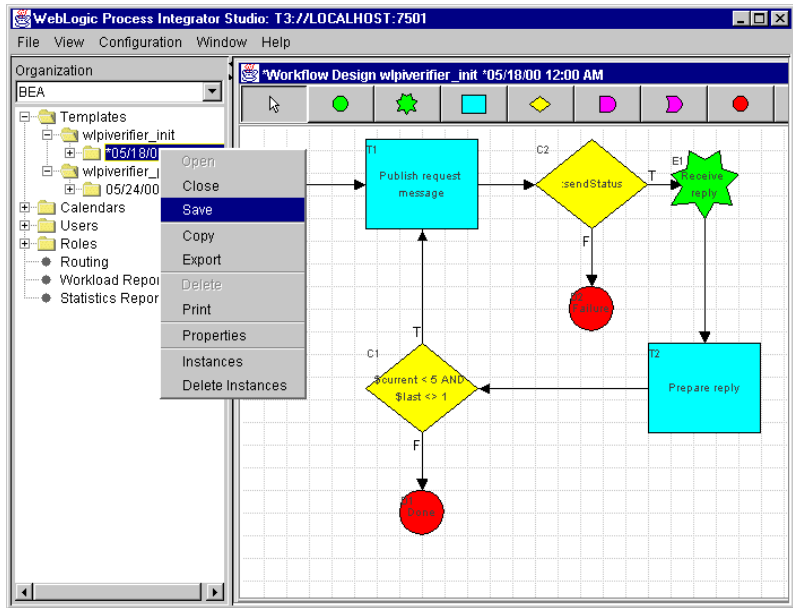 WebLogic Process Integrator Studio: T3://LOCALHOST:7501
File View Configuration Window Help
Organization
BEA
Templates
wlpiverifier_init
*05/18/0
wlpiverifier_
05/24/00
Calendars
Users
Roles
Routing
Workload Repor
Statistics Repor
Open
Close
Save
Copy
Export
Delete
Print
Properties
Instances
Delete Instances
*Workflow Design wlpiverifier_init *05/18/00 12:00 AM
T1
Publish request
message
C2
:sendStatus
T
F
E1
Receive
reply
Failure
T2
Prepare reply
C1
$current < 5 AND
$last <> 1
T
F
Done